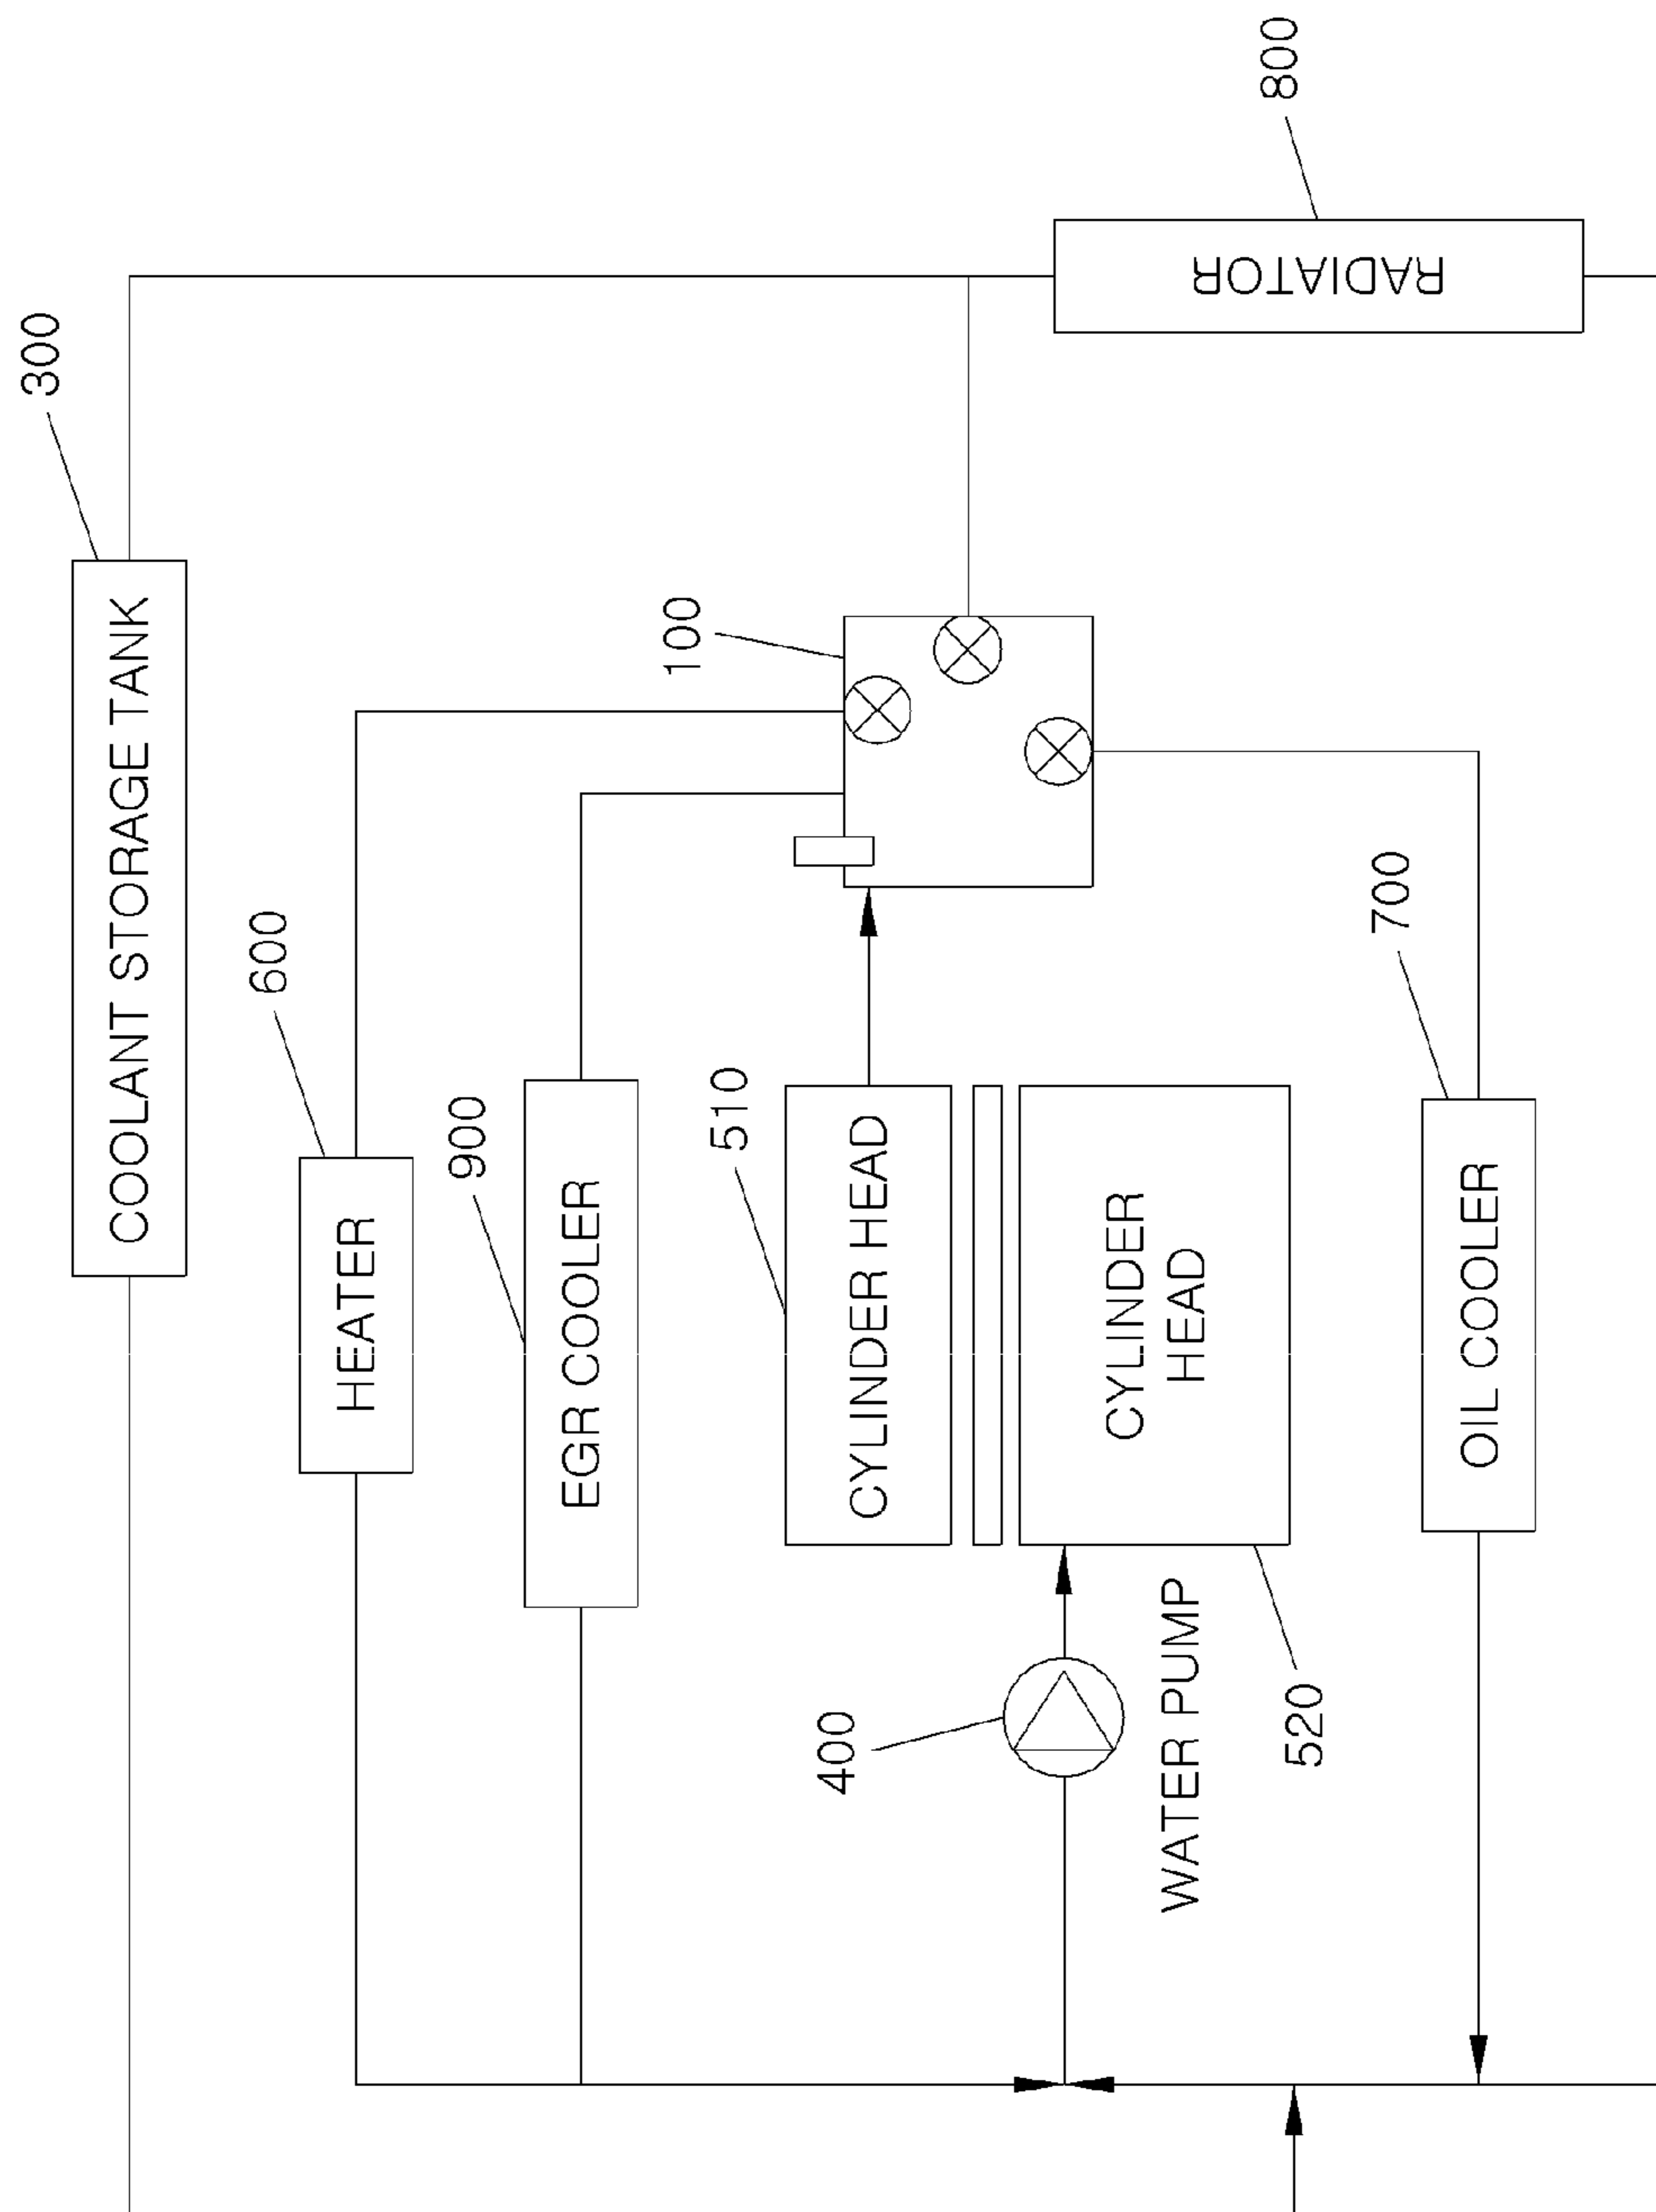 300
COOLANT STORAGE TANK
600
HEATER
900
EGR COOLER
510
CYLINDER HEAD
100
800
RADIATOR
400
WATER PUMP
CYLINDER
HEAD
520
700
OIL COOLER